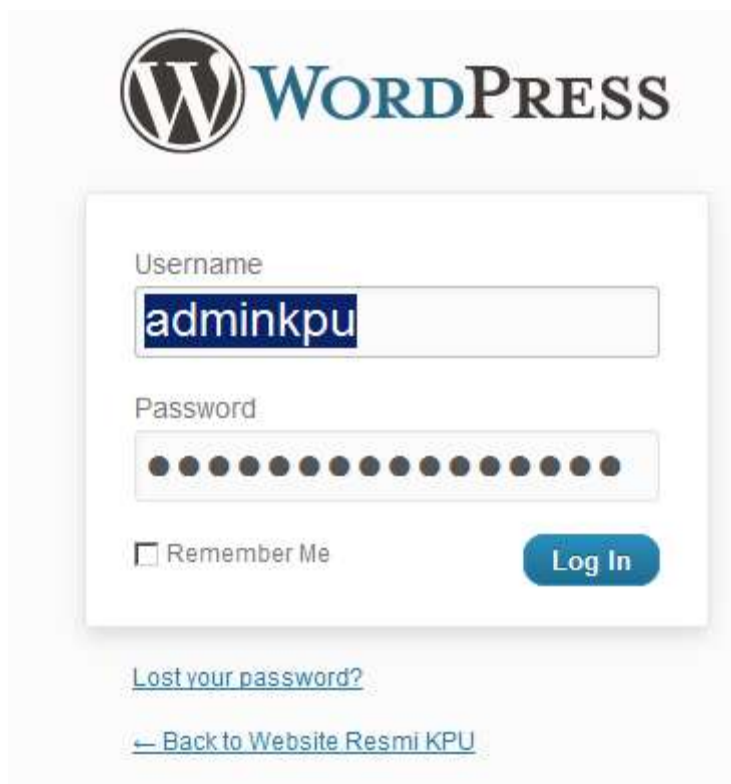 WORDPRESS
Username
adminkpu
Password
Remember Me
Log In
Lost your password?
← Back to Website Resmi KPU